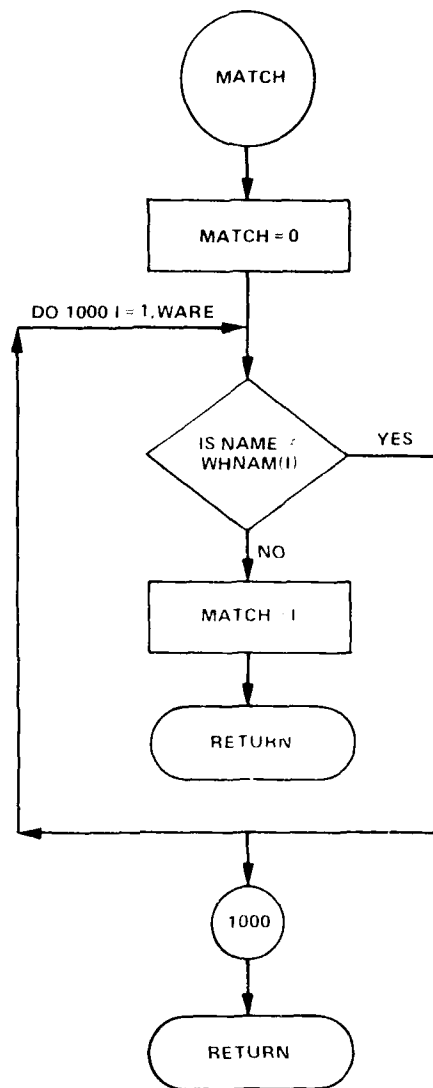 MATCH
MATCH = 0
DO 1000 I = 1, WARE
IS NAME
WHNAM(I)
YES
NO
MATCH I
RETURN
1000
RETURN